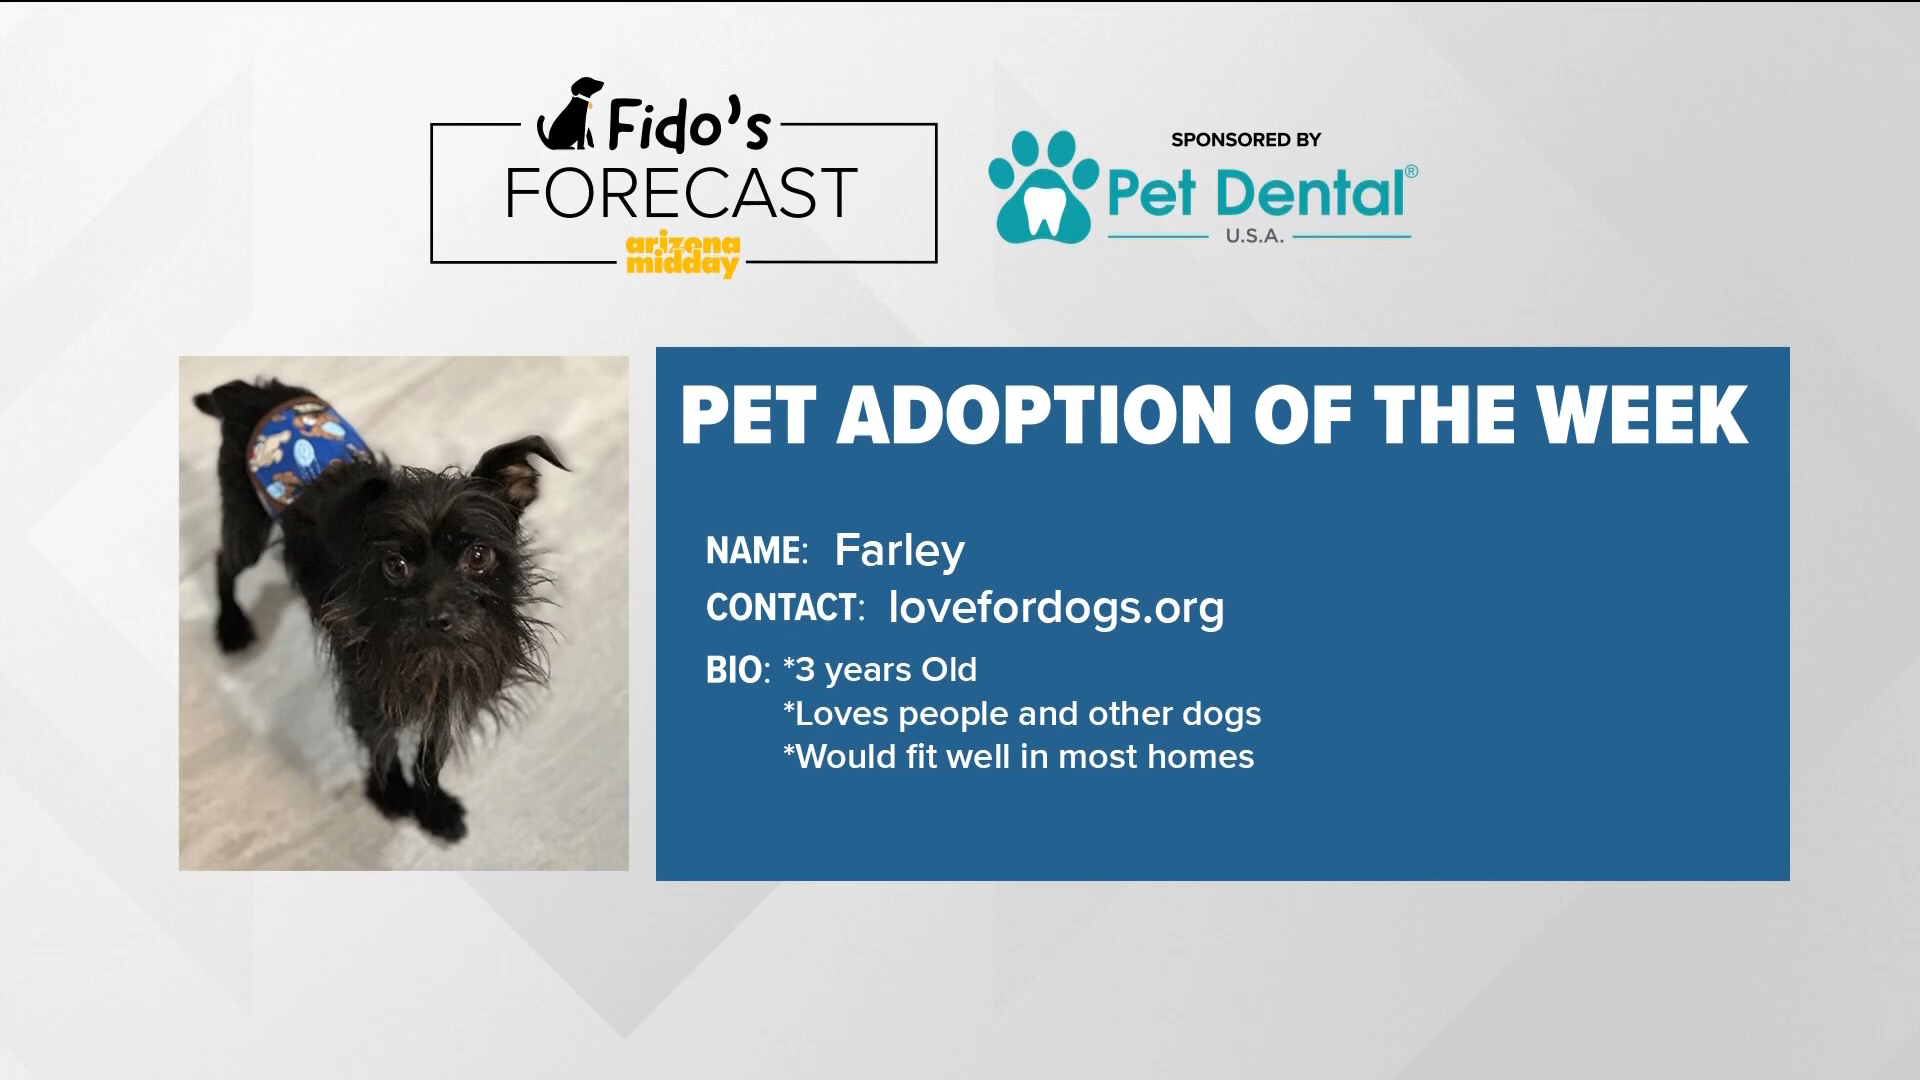 Fido's
FORECAST
arizona
midday
SPONSORED BY
Pet Dental®
U.S.A.
PET ADOPTION OF THE WEEK
NAME: Farley
CONTACT: lovefordogs.org
BIO: *3 years Old
*Loves people and other dogs
*Would fit well in most homes